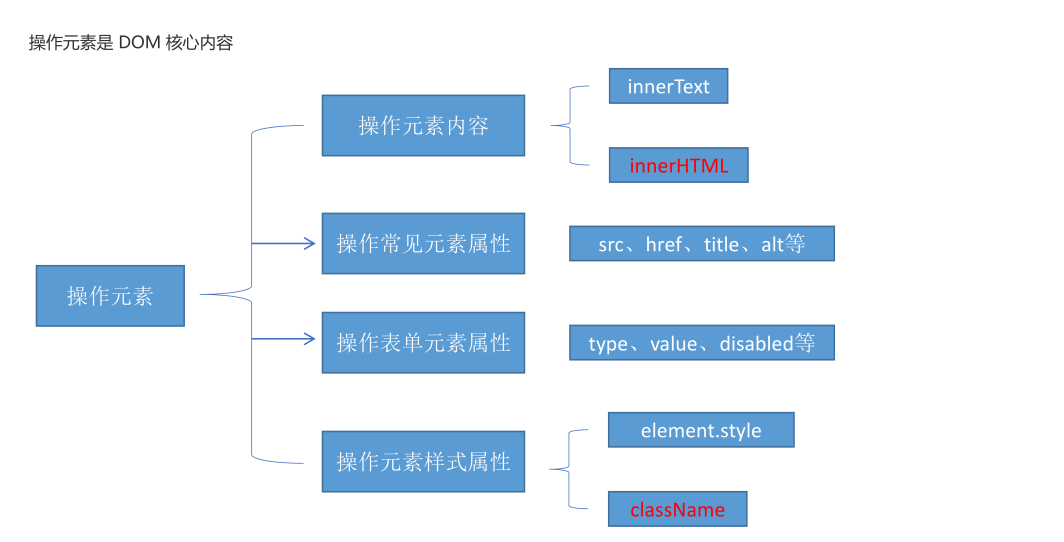 操作元素是 DOM 核心内容
操作元素
操作元素内容
innerText
innerHTML
操作常见元素属性
src、href、title、alt等
操作表单元素属性
type、value、disabled等
操作元素样式属性
element.style
className